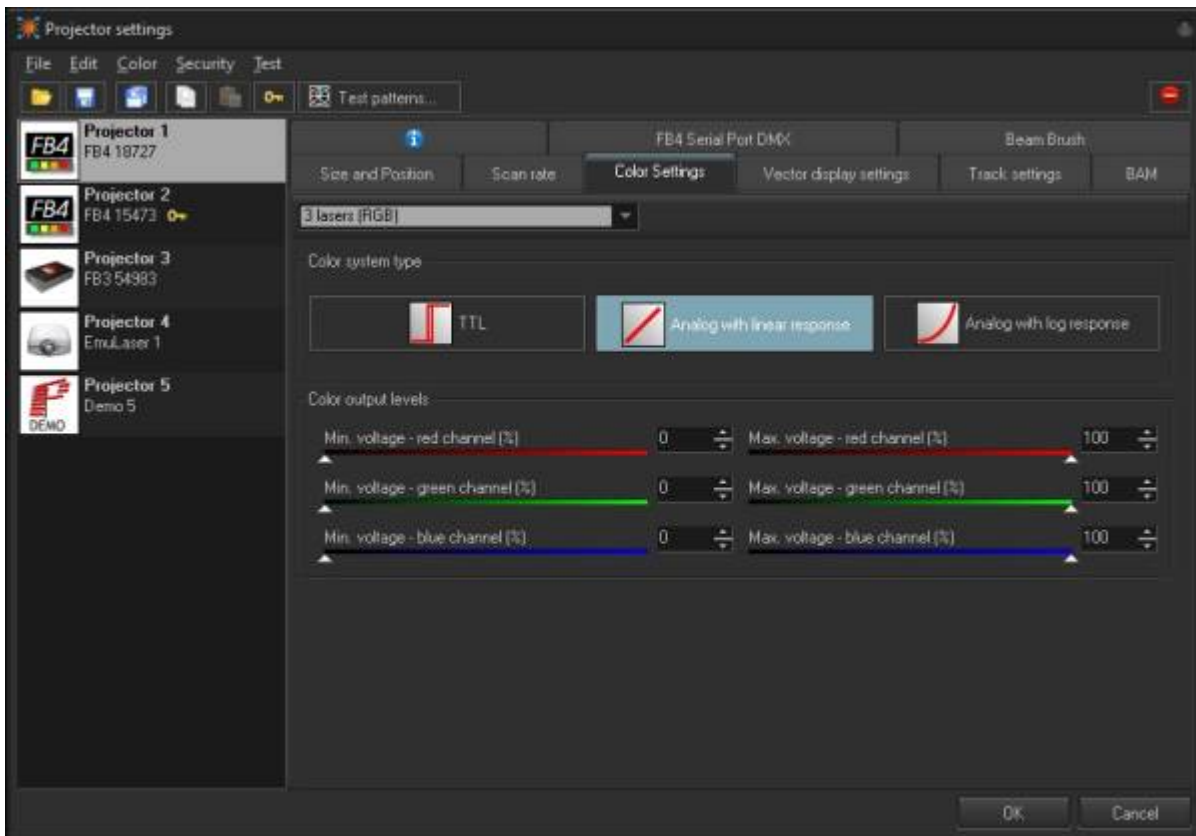 Projector settings
File Edit Color Security Test
Test patterns...
FB4
Projector 1
FB4 18727
FB4
Projector 2
FB4 15473
Projector 3
FB3 54983
Projector 4
EmuLaser 1
DEMO
Projector 5
Demo 5
FB4 Serial Port DMX Beam Brush
Size and Position Scan rate Color Settings Vector display settings Track settings BAM
3 lasers (RGB)
Color system type
TTL Analog with linear response Analog with log response
Color output levels
Min. voltage - red channel (%) 0 Max. voltage - red channel (%) 100
Min. voltage - green channel (%) 0 Max. voltage - green channel (%) 100
Min. voltage - blue channel (%) 0 Max. voltage - blue channel (%) 100
OK Cancel